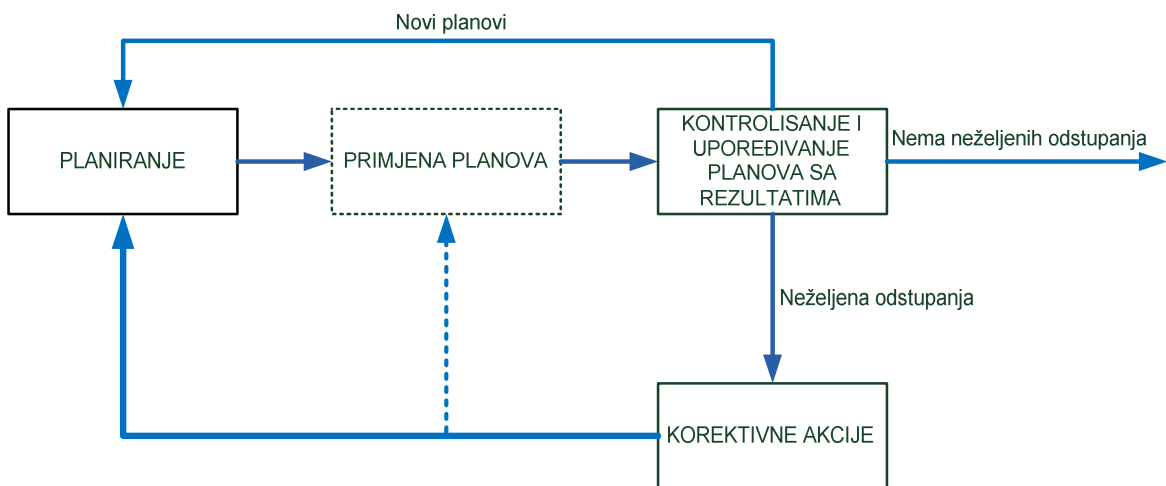 Novi planovi
PLANIRANJE
PRIMJENA PLANOVA
KONTROLISANJE I
UPOREĐIVANJE
PLANOVA SA
REZULTATIMA
Nema neželjenih odstupanja
Neželjena odstupanja
KOREKTIVNE AKCIJE